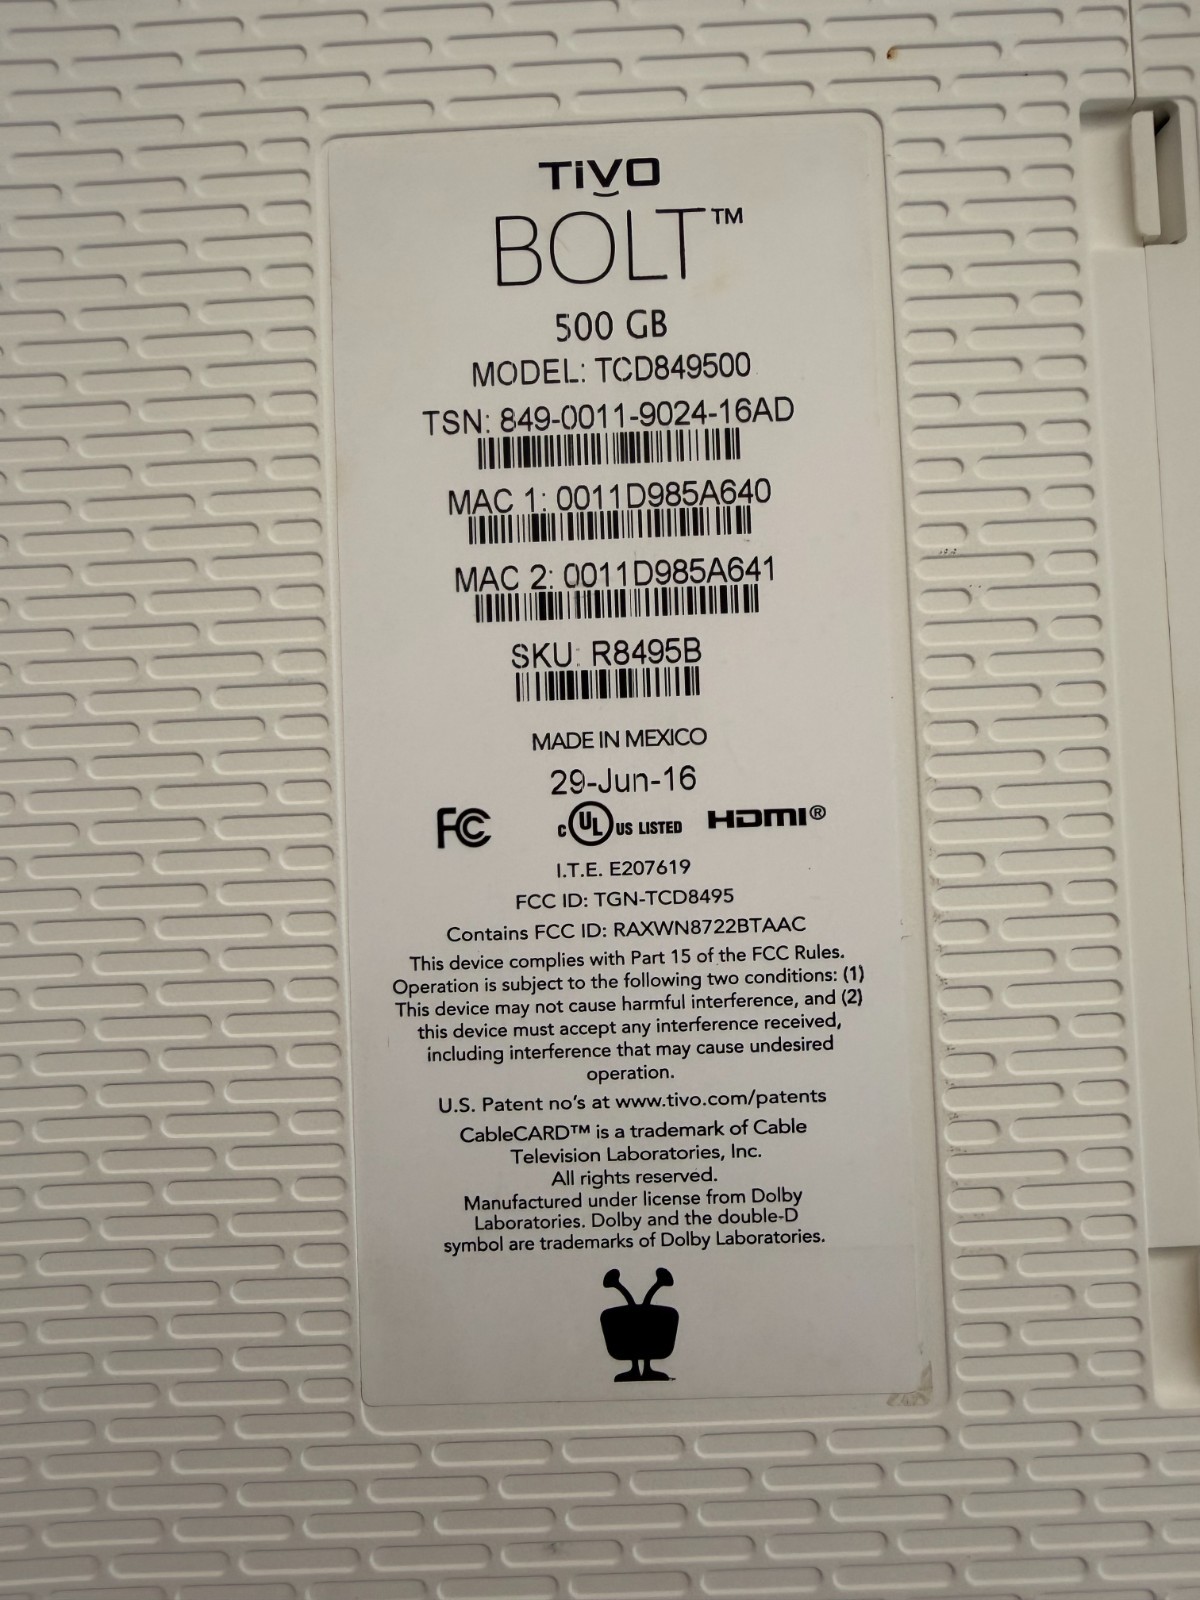 TiVO
BOLT™
500 GB
MODEL: TCD849500
TSN: 849-0011-9024-16AD
MAC 1: 0011D985A640
MAC 2: 0011D985A641
SKU: R8495B
MADE IN MEXICO
29-Jun-16
FC c UL US LISTED HDMI®
I.T.E. E207619
FCC ID: TGN-TCD8495
Contains FCC ID: RAXWN8722BTAAC
This device complies with Part 15 of the FCC Rules.
Operation is subject to the following two conditions: (1)
This device may not cause harmful interference, and (2)
this device must accept any interference received,
including interference that may cause undesired
operation.
U.S. Patent no's at www.tivo.com/patents
CableCARD™ is a trademark of Cable
Television Laboratories, Inc.
All rights reserved.
Manufactured under license from Dolby
Laboratories. Dolby and the double-D
symbol are trademarks of Dolby Laboratories.